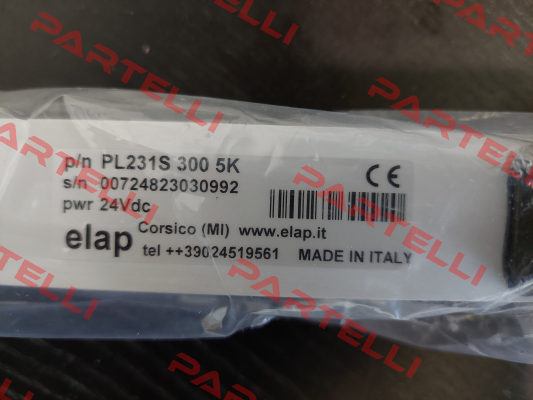 p/n PL231S 300 5K
s/n 00724823030992
pwr 24Vdc
CE
elap
Corsico (MI) www.elap.it
tel ++39024519561 MADE IN ITALY
PARTELLI
PARTELLI
PARTELLI
PARTELLI
PARTELLI
PARTELLI
PARTELLI